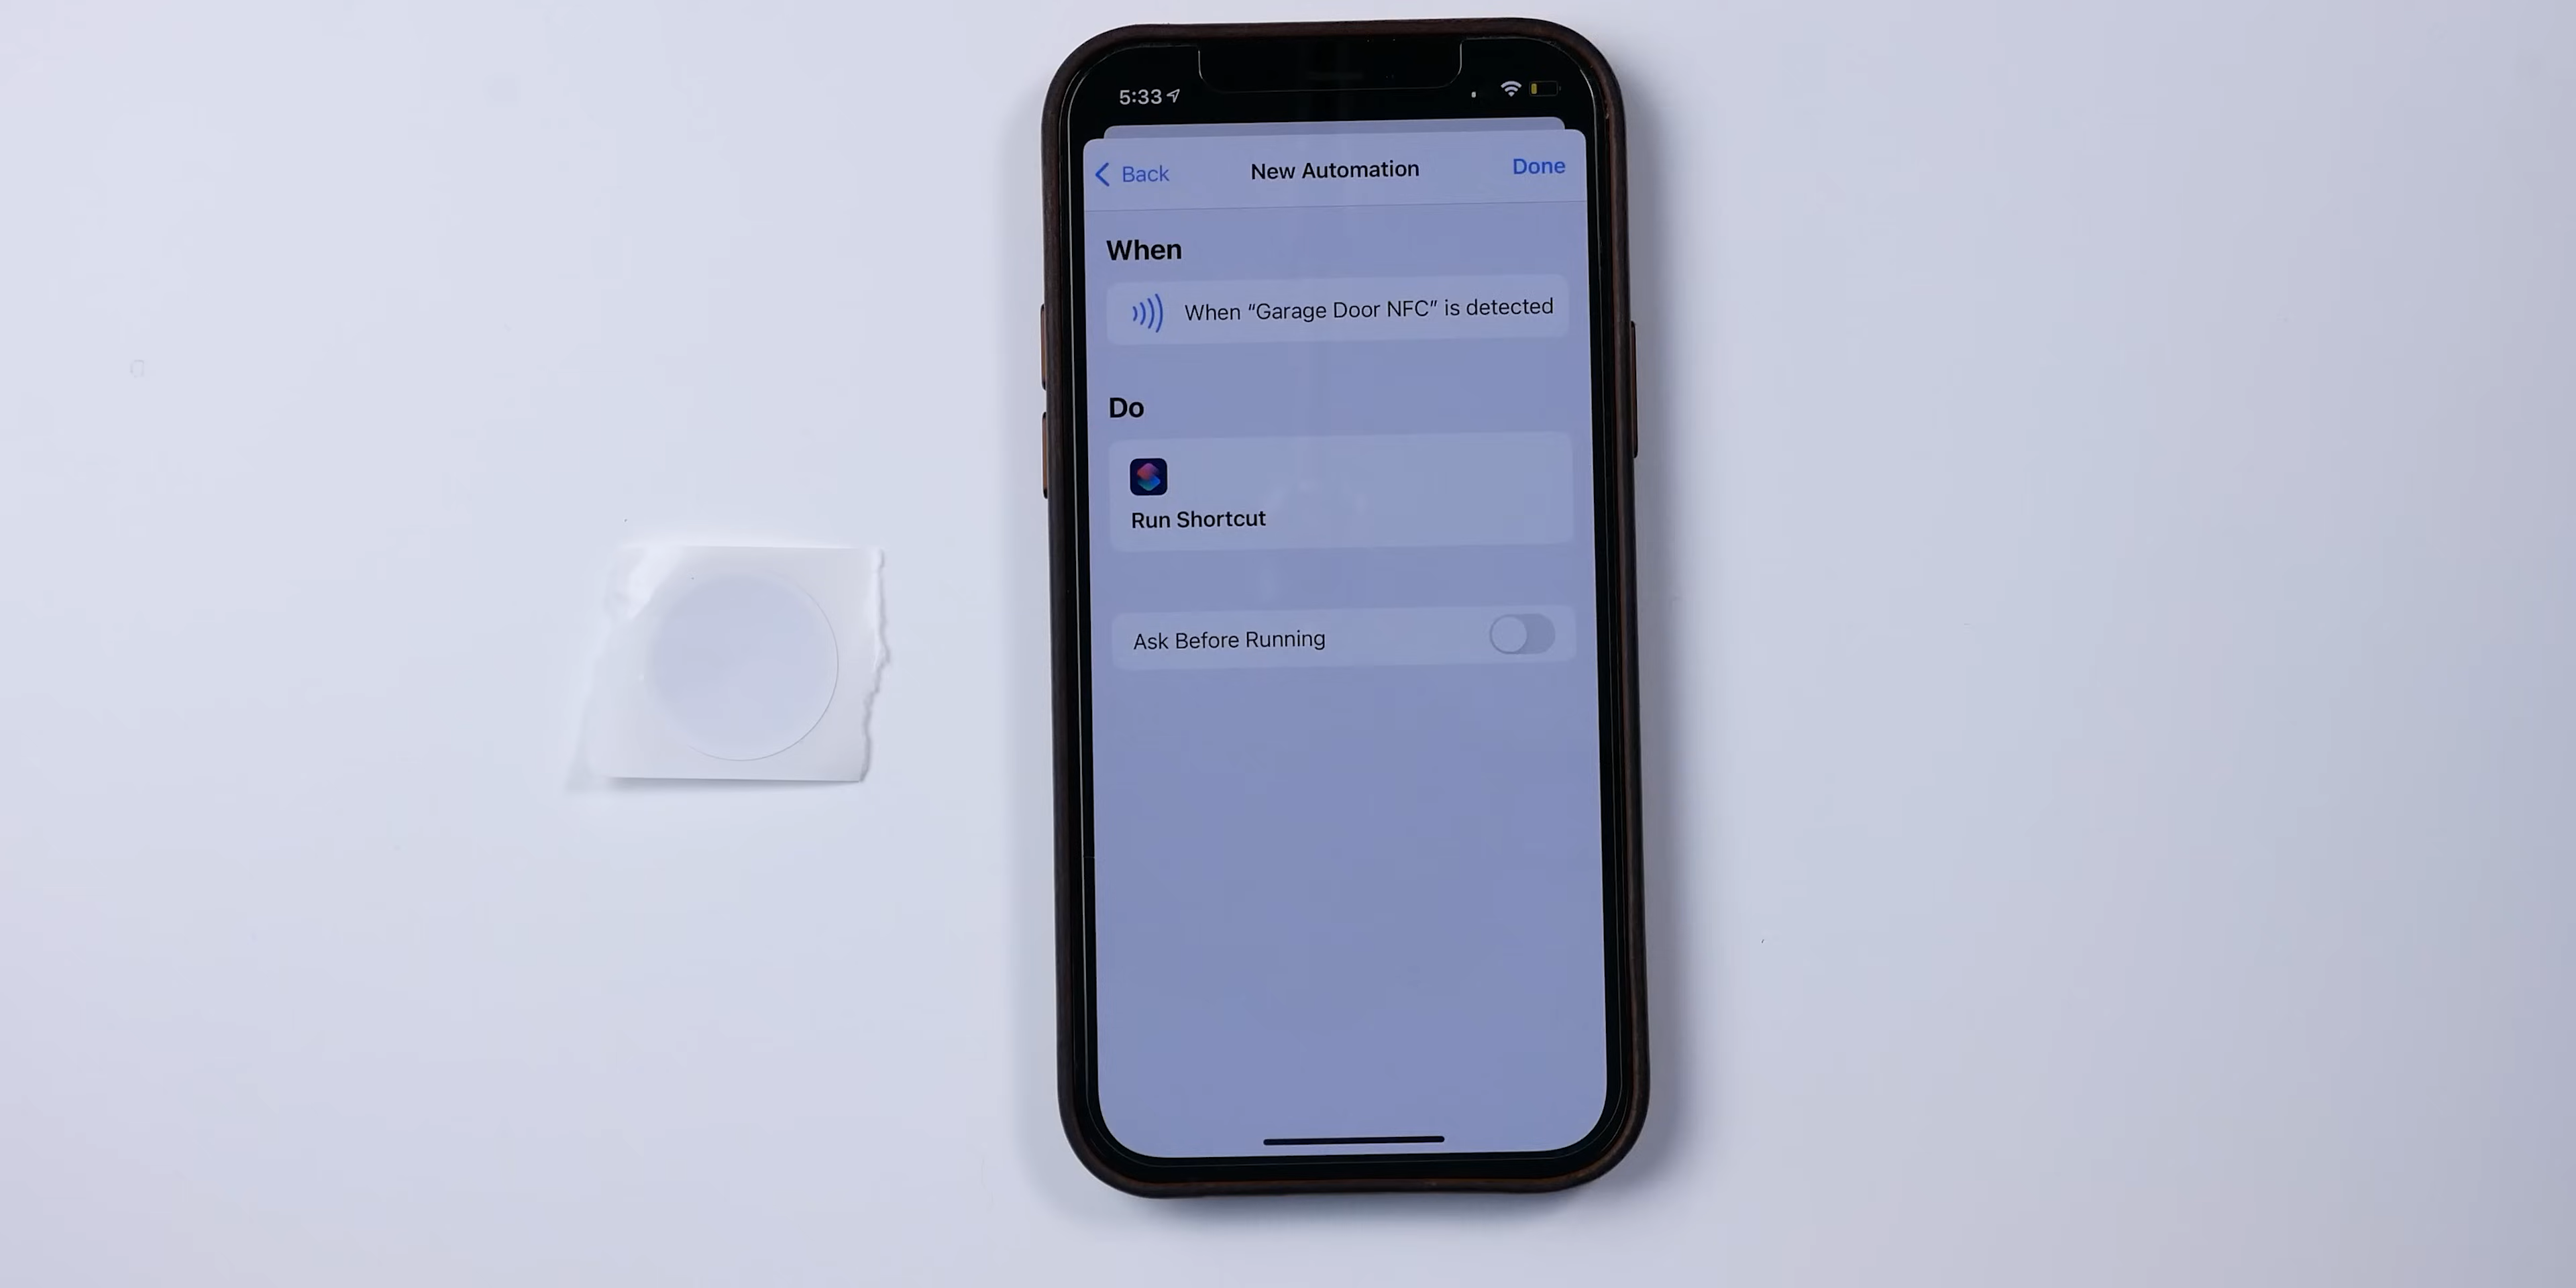 5:33
Back New Automation Done
When
When “Garage Door NFC” is detected
Do
Run Shortcut
Ask Before Running